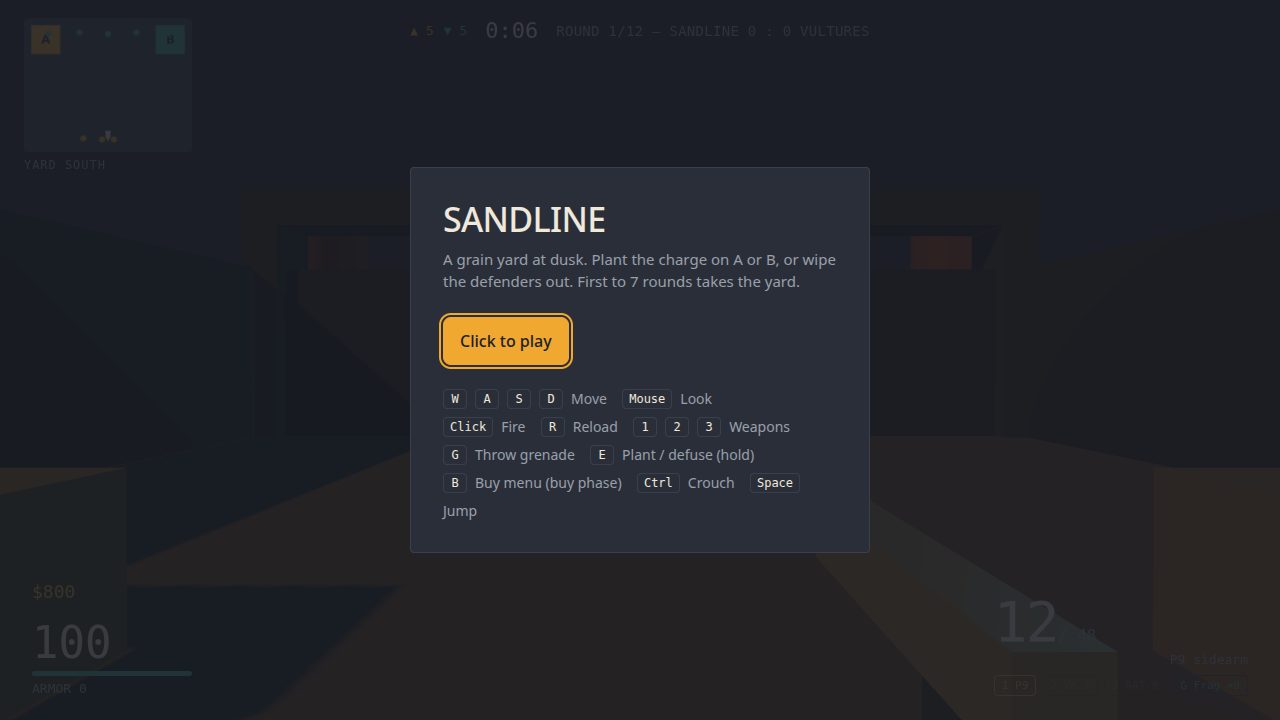 A B
▲ 5 ▼ 5 0:06 ROUND 1/12 — SANDLINE 0 : 0 VULTURES
YARD SOUTH
SANDLINE
A grain yard at dusk. Plant the charge on A or B, or wipe
the defenders out. First to 7 rounds takes the yard.
Click to play
W A S D Move Mouse Look
Click Fire R Reload 1 2 3 Weapons
G Throw grenade E Plant / defuse (hold)
B Buy menu (buy phase) Ctrl Crouch Space
Jump
$800
100
ARMOR 0
12
P9 sidearm
1 P9
G Frag